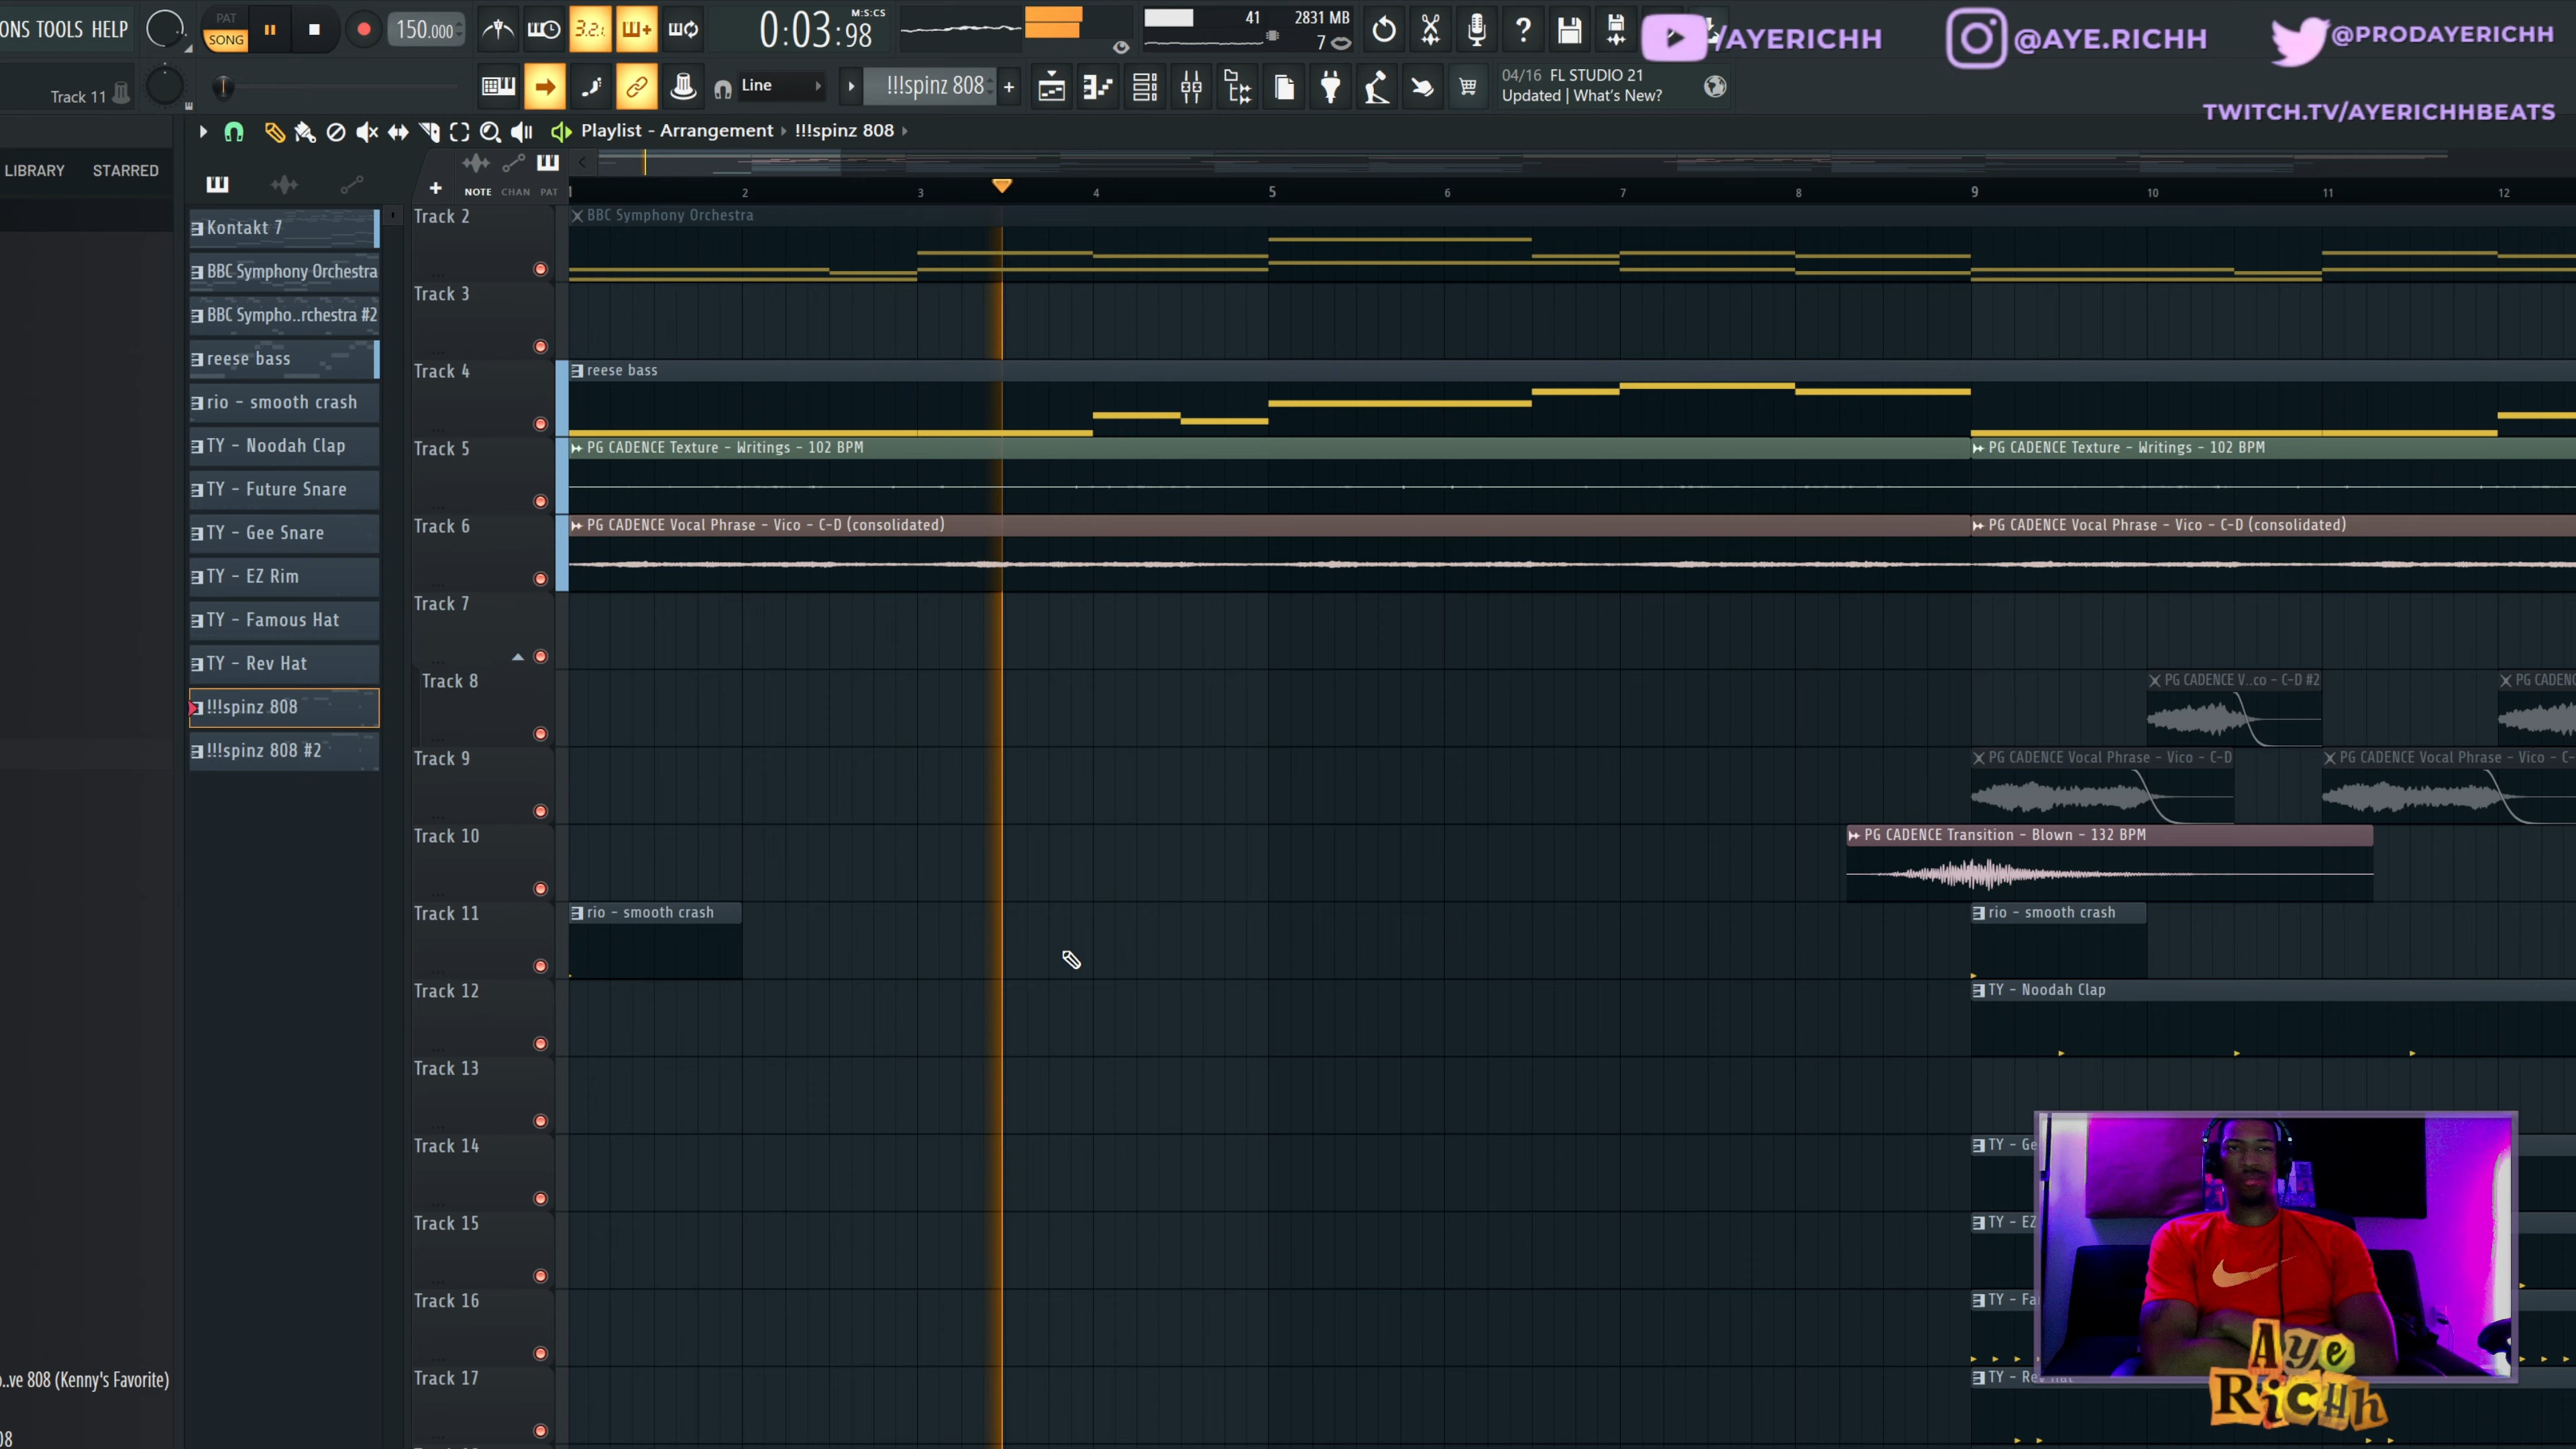 ONS TOOLS HELP
PAT
SONG
150.000
3.2.1
0:03:98
M:S:CS
41
2831 MB
7
/AYERICHH
@AYE.RICHH
@PRODAYERICHH
TWITCH.TV/AYERICHHBEATS
Track 11
Line
!!!spinz 808
+
04/16 FL STUDIO 21
Updated | What's New?
Playlist - Arrangement
!!!spinz 808
LIBRARY STARRED
NOTE CHAN PAT
2 3 4 5 6 7 8 9 10 11 12
Kontakt 7
BBC Symphony Orchestra
BBC Sympho..rchestra #2
reese bass
rio - smooth crash
TY - Noodah Clap
TY - Future Snare
TY - Gee Snare
TY - EZ Rim
TY - Famous Hat
TY - Rev Hat
!!!spinz 808
!!!spinz 808 #2
Track 2
BBC Symphony Orchestra
Track 3
Track 4
reese bass
Track 5
PG CADENCE Texture - Writings - 102 BPM
PG CADENCE Texture - Writings - 102 BPM
Track 6
PG CADENCE Vocal Phrase - Vico - C-D (consolidated)
PG CADENCE Vocal Phrase - Vico - C-D (consolidated)
Track 7
Track 8
PG CADENCE V..co - C-D #2
PG CADENC
Track 9
PG CADENCE Vocal Phrase - Vico - C-D
PG CADENCE Vocal Phrase - Vico - C-
Track 10
PG CADENCE Transition - Blown - 132 BPM
Track 11
rio - smooth crash
rio - smooth crash
Track 12
TY - Noodah Clap
Track 13
Track 14
TY - Ge
Track 15
TY - EZ
Track 16
TY - Fa
Track 17
TY - Re
..ve 808 (Kenny's Favorite)
08
Aye
RicHh